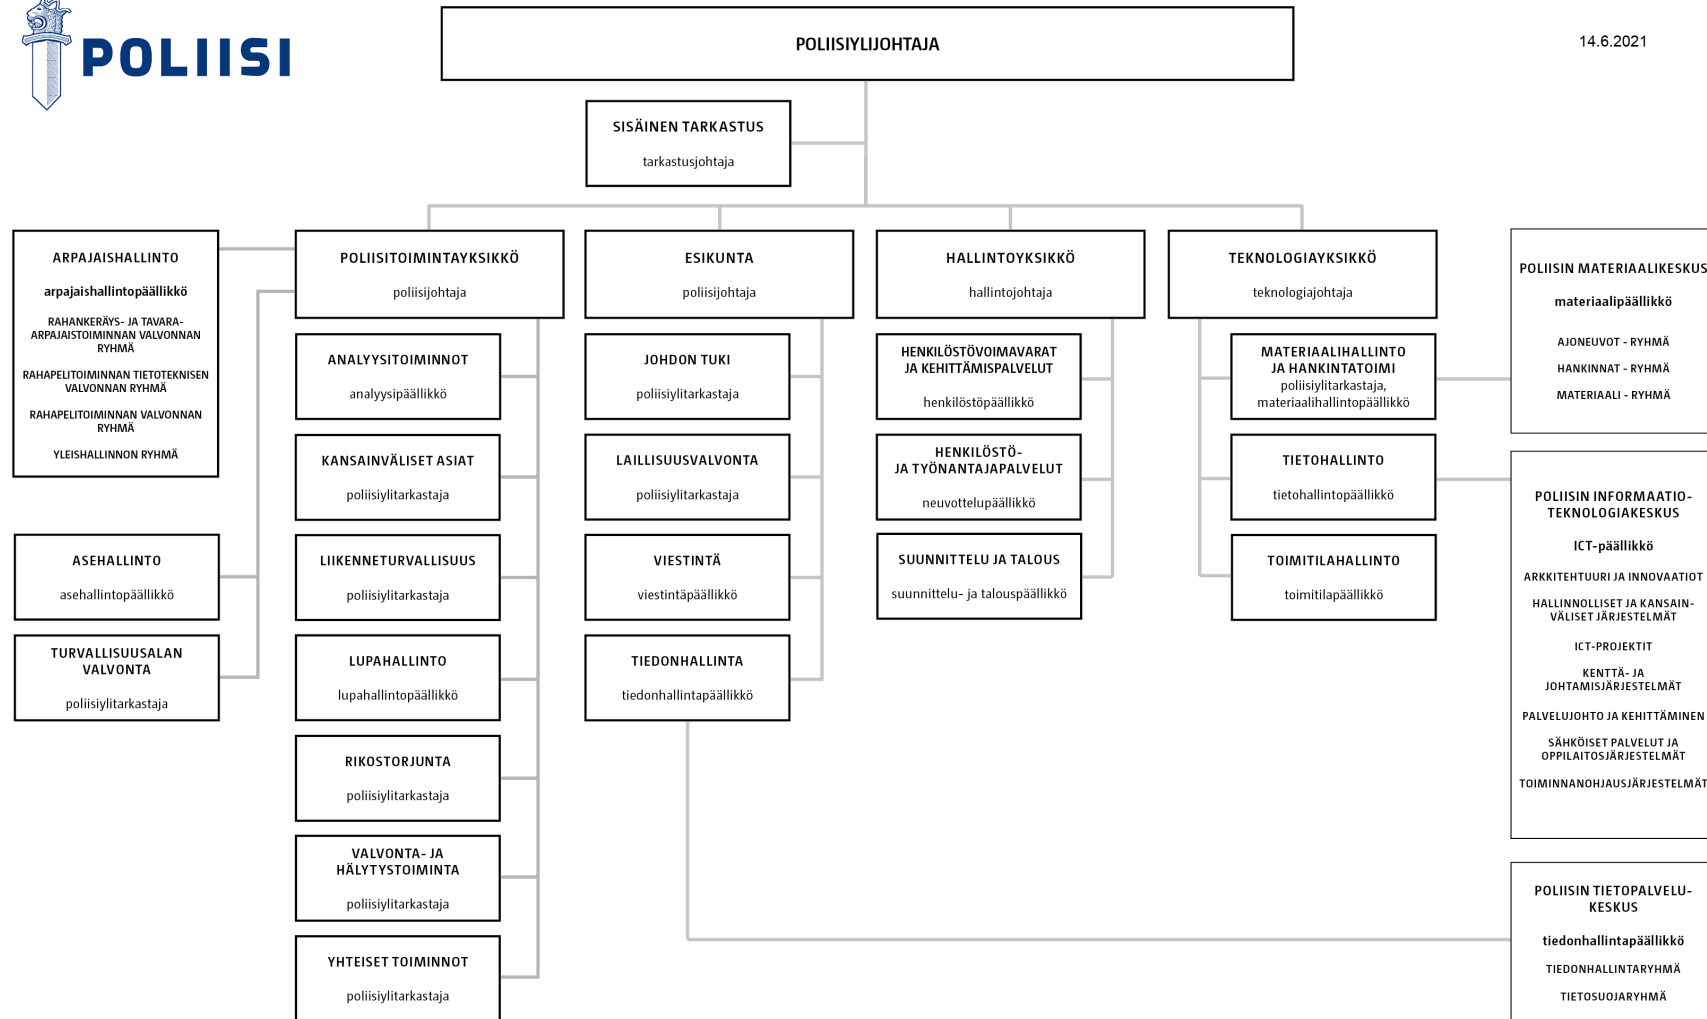 POLIISI
POLIISIYLIJOHTAJA
14.6.2021
SISÄINEN TARKASTUS
tarkastusjohtaja
ARPAJAISHALLINTO
arpajaishallintopäällikkö
RAHANKERÄYS- JA TAVARA-
ARPAJAISTOIMINNAN VALVONNAN
RYHMÄ
RAHAPELITOIMINNAN TIETOTEKNISEN
VALVONNAN RYHMÄ
RAHAPELITOIMINNAN VALVONNAN
RYHMÄ
YLEISHALLINNON RYHMÄ
ASEHALLINTO
asehallintopäällikkö
TURVALLISUUSALAN
VALVONTA
poliisiylitarkastaja
POLIISITOIMINTAYKSIKKÖ
poliisijohtaja
ANALYYSITOIMINNOT
analyysipäällikkö
KANSAINVÄLISET ASIAT
poliisiylitarkastaja
LIIKENNETURVALLISUUS
poliisiylitarkastaja
LUPAHALLINTO
lupahallintopäällikkö
RIKOSTORJUNTA
poliisiylitarkastaja
VALVONTA- JA
HÄLYTYSTOIMINTA
poliisiylitarkastaja
YHTEISET TOIMINNOT
poliisiylitarkastaja
ESIKUNTA
poliisijohtaja
JOHDON TUKI
poliisiylitarkastaja
LAILLISUUSVALVONTA
poliisiylitarkastaja
VIESTINTÄ
viestintäpäällikkö
TIEDONHALLINTA
tiedonhallintapäällikkö
HALLINTOYKSIKKÖ
hallintojohtaja
HENKILÖSTÖVOIMAVARAT
JA KEHITTÄMISPALVELUT
henkilöstöpäällikkö
HENKILÖSTÖ-
JA TYÖNANTAJAPALVELUT
neuvottelupäällikkö
SUUNNITTELU JA TALOUS
suunnittelu- ja talouspäällikkö
TEKNOLOGIAYKSIKKÖ
teknologiajohtaja
MATERIAALIHALLINTO
JA HANKINTATOIMI
poliisiylitarkastaja,
materiaalihallintopäällikkö
TIETOHALLINTO
tietohallintopäällikkö
TOIMITILAHALLINTO
toimitilapäällikkö
POLIISIN MATERIAALIKESKUS
materiaalipäällikkö
AJONEUVOT - RYHMÄ
HANKINNAT - RYHMÄ
MATERIAALI - RYHMÄ
POLIISIN INFORMAATIO-
TEKNOLOGIAKESKUS
ICT-päällikkö
ARKKITEHTUURI JA INNOVAATIOT
HALLINNOLLISET JA KANSAIN-
VÄLISET JÄRJESTELMÄT
ICT-PROJEKTIT
KENTTÄ- JA
JOHTAMISJÄRJESTELMÄT
PALVELUJOHTO JA KEHITTÄMINEN
SÄHKÖISET PALVELUT JA
OPPILAITOSJÄRJESTELMÄT
TOIMINNANOHJAUSJÄRJESTELMÄT
POLIISIN TIETOPALVELU-
KESKUS
tiedonhallintapäällikkö
TIEDONHALLINTARYHMÄ
TIETOSUOJARYHMÄ